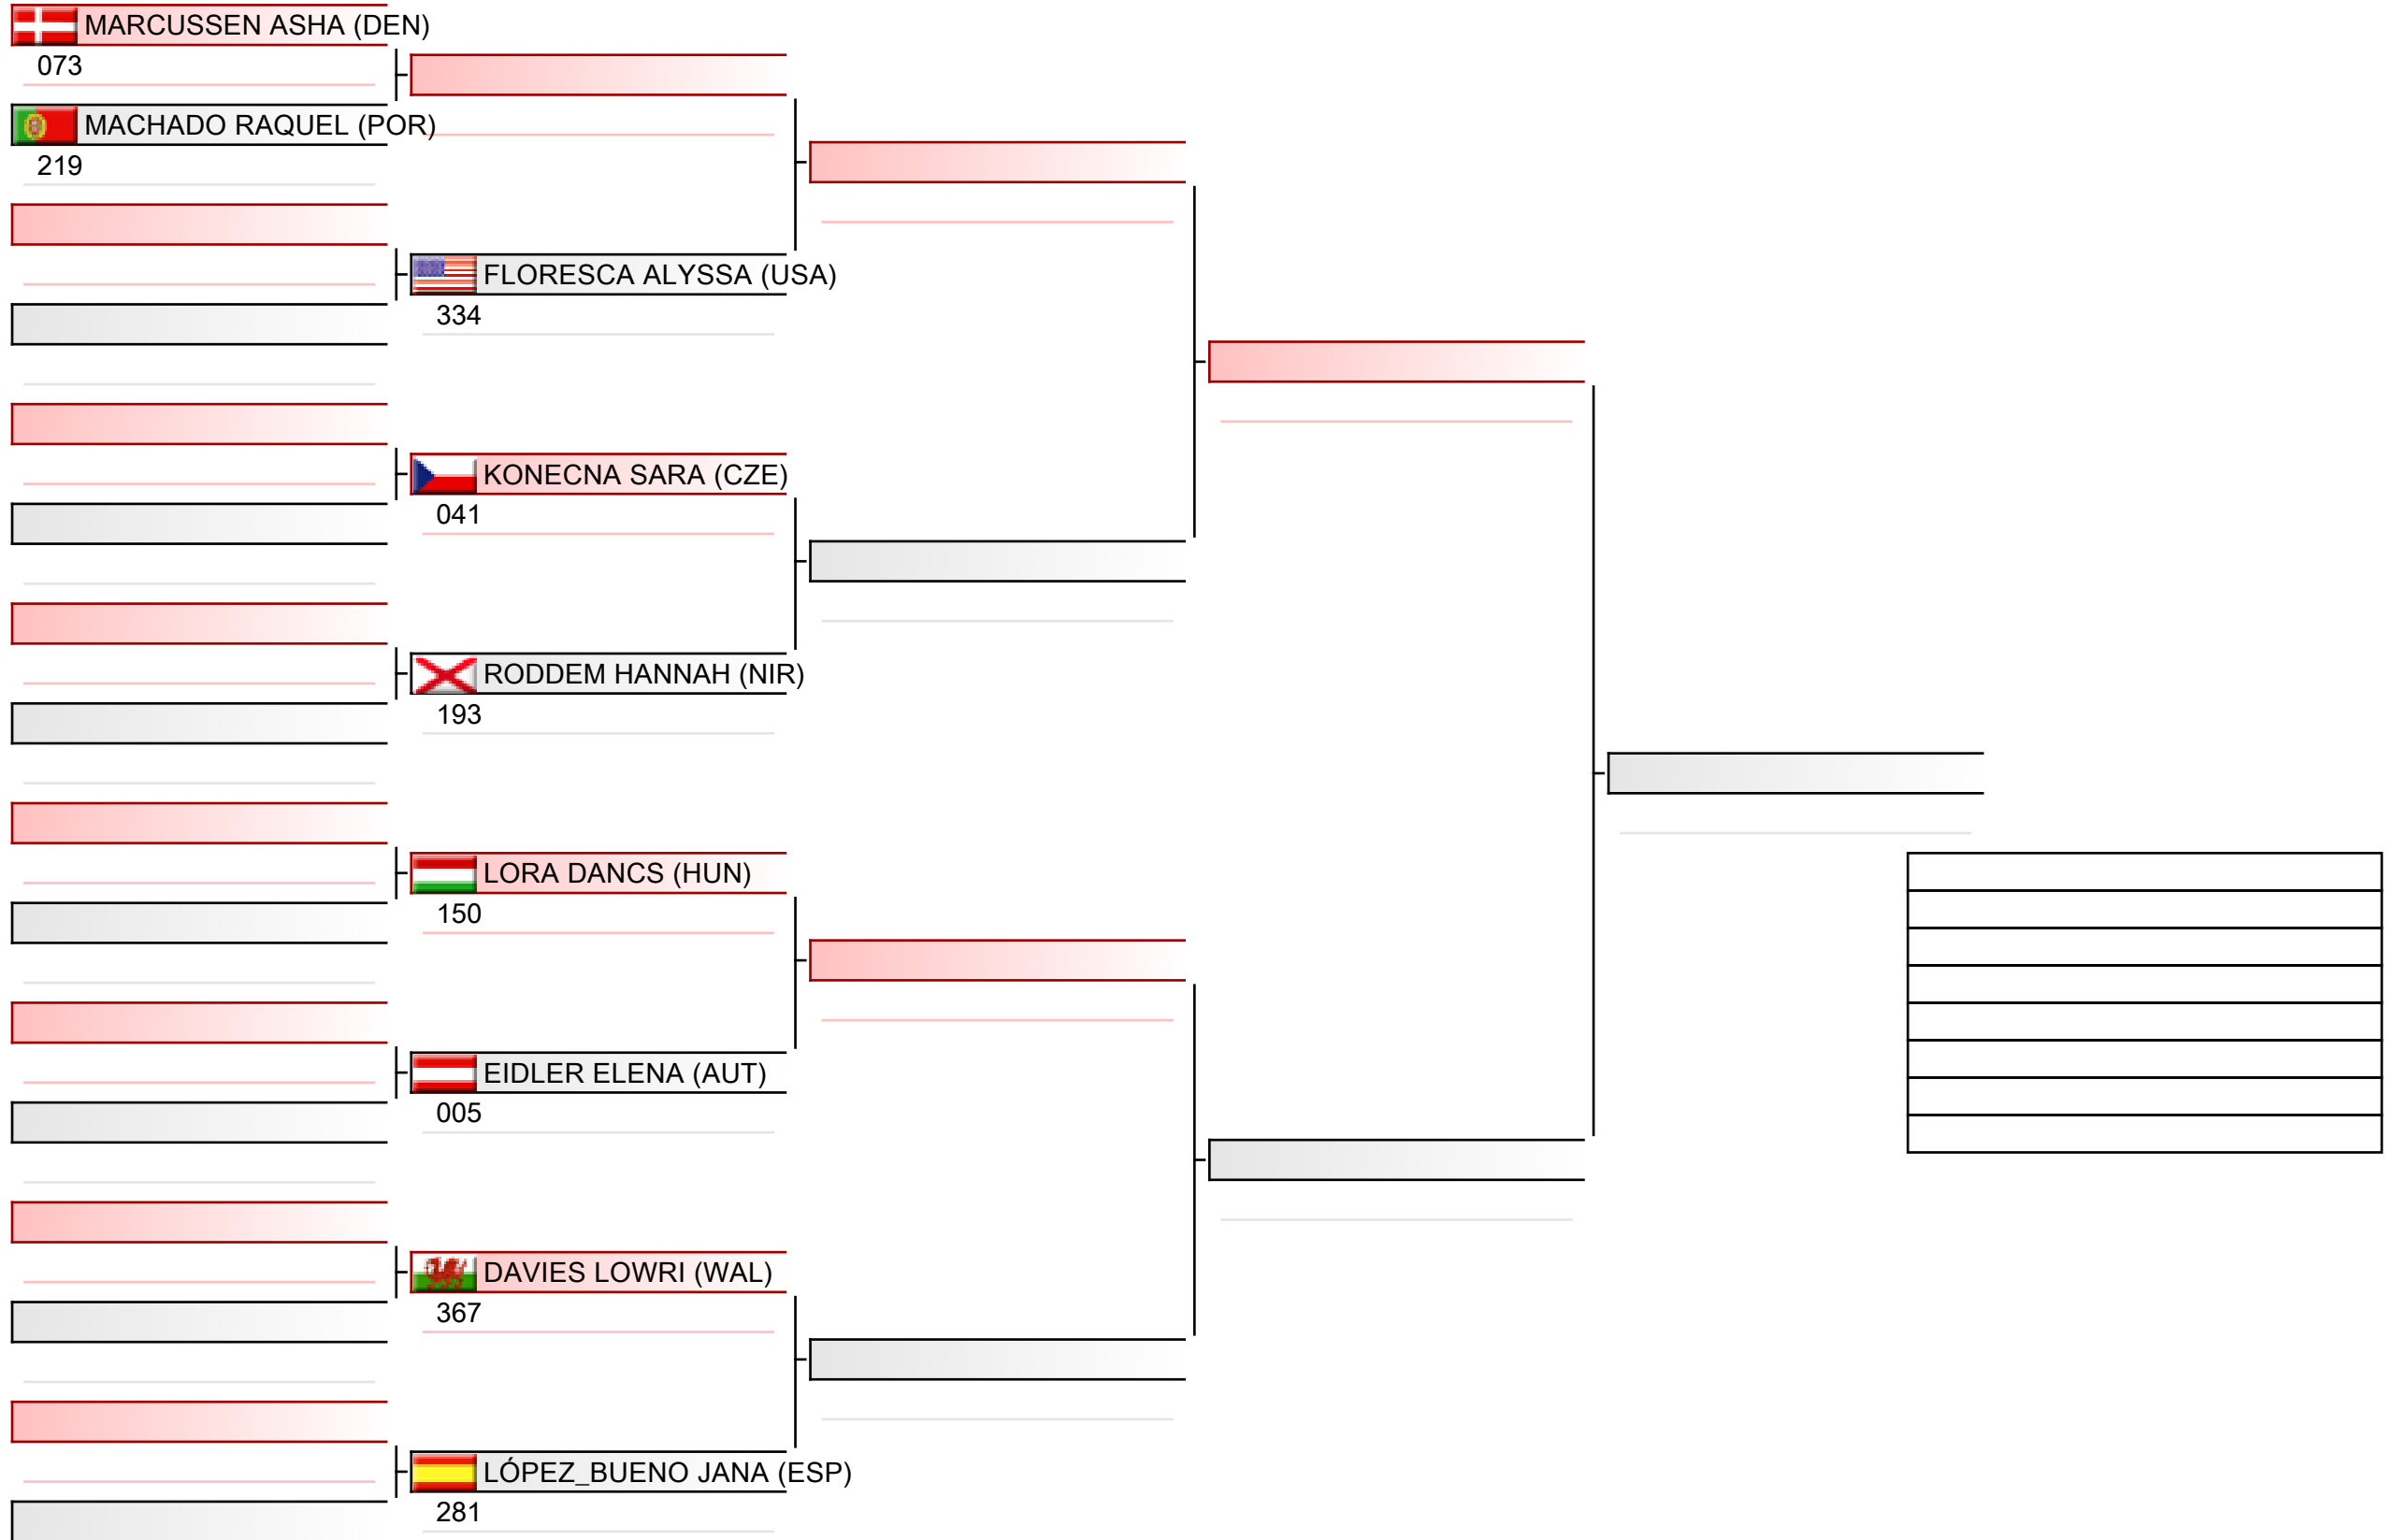 MARCUSSEN ASHA (DEN)
073
MACHADO RAQUEL (POR)
219
FLORESCA ALYSSA (USA)
334
KONECNA SARA (CZE)
041
RODDEM HANNAH (NIR)
193
LORA DANCS (HUN)
150
EIDLER ELENA (AUT)
005
DAVIES LOWRI (WAL)
367
LÓPEZ_BUENO JANA (ESP)
281